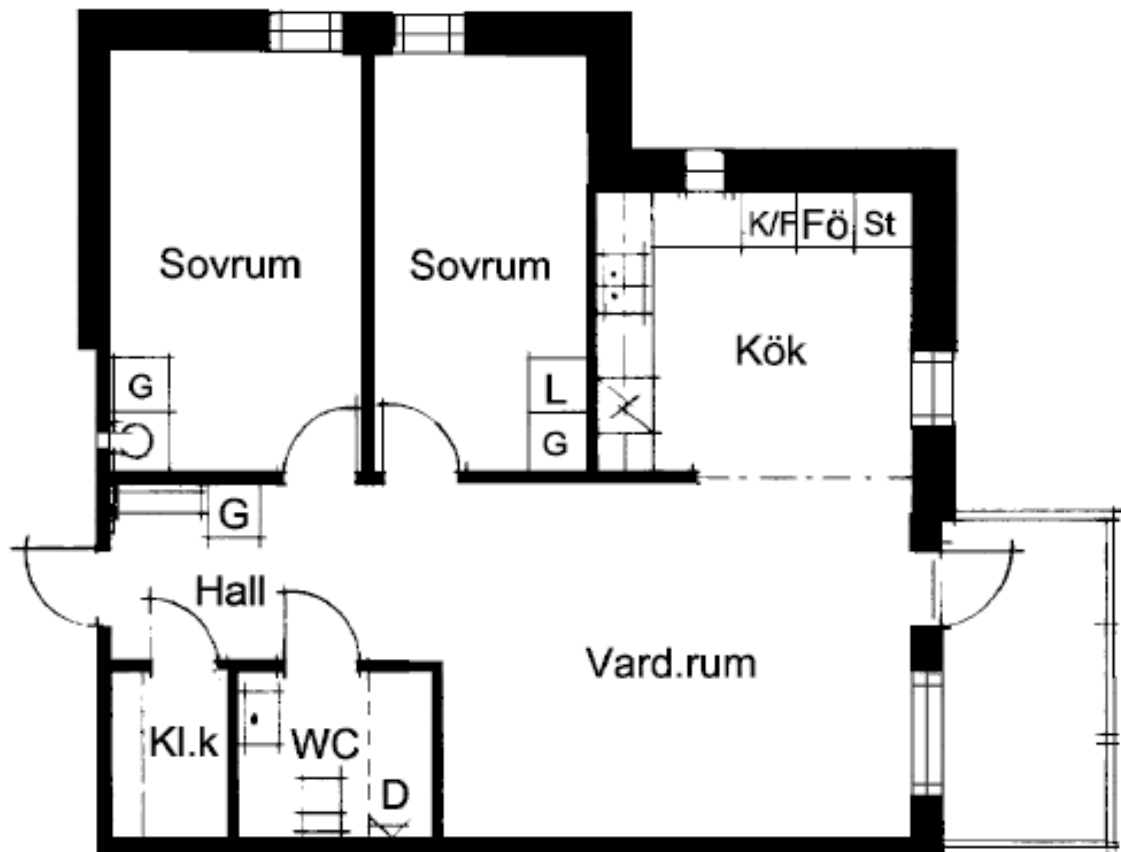 K/F Fö St
Sovrum Sovrum
Kök
G L
G
G
Hall
Vard.rum
Kl.k WC
D